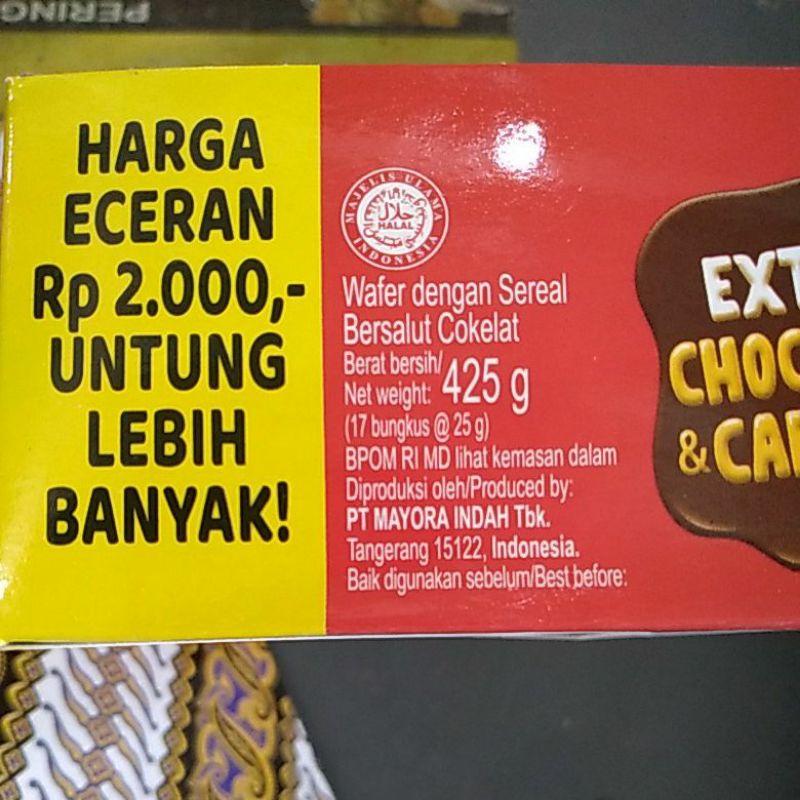 PERING
HARGA
ECERAN
Rp 2.000,-
UNTUNG
LEBIH
BANYAK!
MAJELIS ULAMA
حلال
HALAL
INDONESIA
Wafer dengan Sereal
Bersalut Cokelat
Berat bersih/
Net weight: 425 g
(17 bungkus @ 25 g)
BPOM RI MD lihat kemasan dalam
Diproduksi oleh/Produced by:
PT MAYORA INDAH Tbk.
Tangerang 15122, Indonesia.
Baik digunakan sebelum/Best before:
EXT
CHOC
& CA